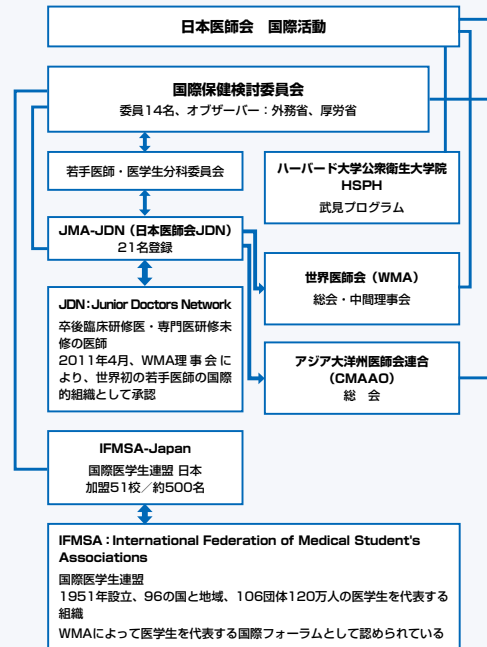 日本医師会　国際活動
国際保健検討委員会
委員14名、オブザーバー：外務省、厚労省
若手医師・医学生分科委員会
ハーバード大学公衆衛生大学院
HSPH
武見プログラム
JMA-JDN（日本医師会JDN）
21名登録
世界医師会（WMA）
総会・中間理事会
JDN：Junior Doctors Network
卒後臨床研修医・専門医研修未
修の医師
2011年4月、WMA理事会に
より、世界初の若手医師の国際
的組織として承認
アジア大洋州医師会連合
（CMAAO）
総　会
IFMSA-Japan
国際医学生連盟 日本
加盟51校／約500名
IFMSA：International Federation of Medical Student's
Associations
国際医学生連盟
1951年設立、96の国と地域、106団体120万人の医学生を代表する
組織
WMAによって医学生を代表する国際フォーラムとして認められている